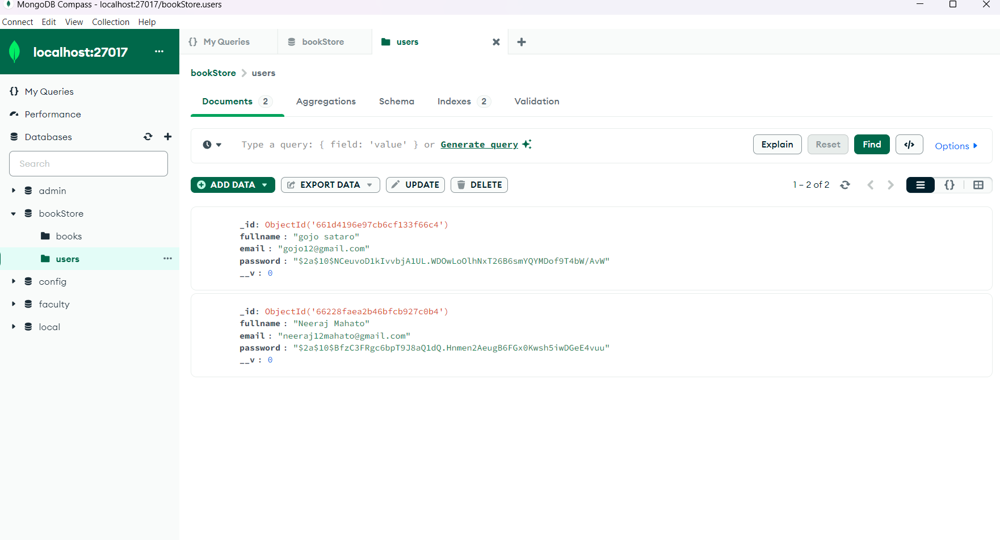 MongoDB Compass - localhost:27017/bookStore.users
Connect Edit View Collection Help
localhost:27017 ...
My Queries
Performance
Databases
Search
admin
bookStore
books
users ...
config
faculty
local
{} My Queries bookStore users
bookStore > users
Documents 2 Aggregations Schema Indexes 2 Validation
Type a query: { field: 'value' } or Generate query
Explain Reset Find </> Options
ADD DATA EXPORT DATA UPDATE DELETE
1 – 2 of 2 {}
_id: ObjectId('661d4196e97cb6cf133f66c4')
fullname : "gojo sataro"
email : "gojo12@gmail.com"
password : "$2a$10$NCeuvoD1kIvvbjA1UL.WDOwLoOlhNxT26B6smYQYMDof9T4bW/AvW"
__v : 0
_id: ObjectId('66228faea2b46bfcb927c0b4')
fullname : "Neeraj Mahato"
email : "neeraj12mahato@gmail.com"
password : "$2a$10$BfzC3FRgc6bpT9J8aQ1dQ.Hnmen2AeugB6FGx0Kwsh5iwDGeE4vuu"
__v : 0